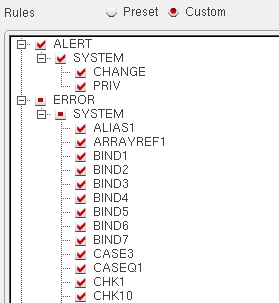 Rules Preset Custom
ALERT
SYSTEM
CHANGE
PRIV
ERROR
SYSTEM
ALIAS1
ARRAYREF1
BIND1
BIND2
BIND3
BIND4
BIND5
BIND6
BIND7
CASE3
CASEQ1
CHK1
CHK10